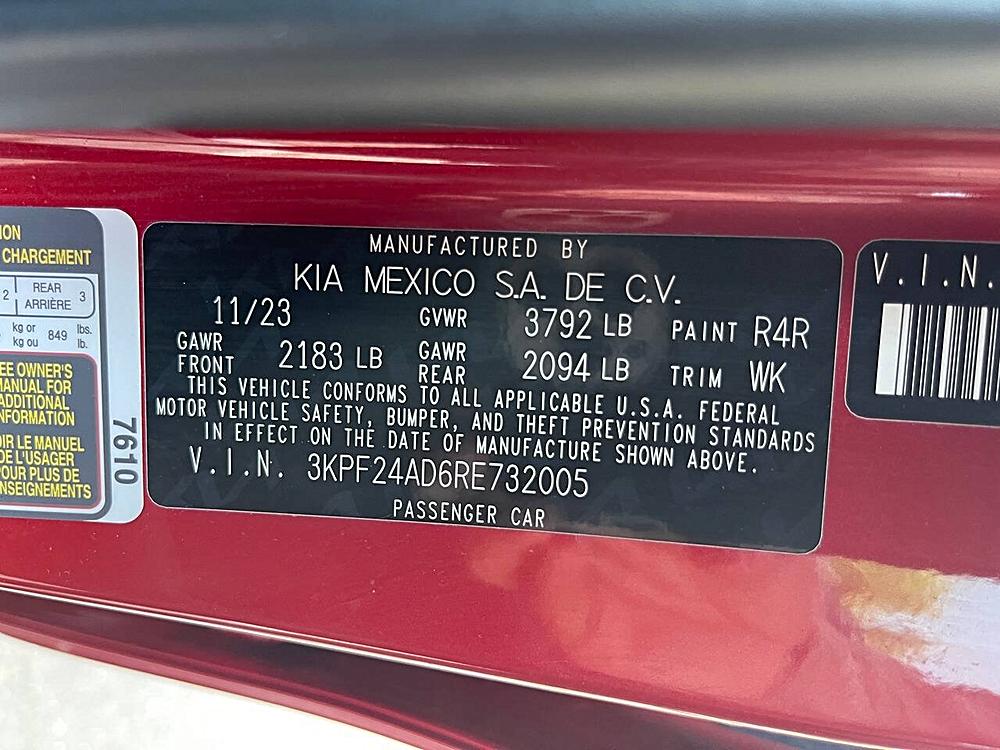 ION
CHARGEMENT
2 REAR ARRIÈRE 3
kg or kg ou 849 lbs. lb.
EE OWNER'S
MANUAL FOR
ADDITIONAL
NFORMATION
OIR LE MANUEL
DE L'USAGER
POUR PLUS DE
NSEIGNEMENTS
7610
MANUFACTURED BY
KIA MEXICO S.A. DE C.V.
11/23 GVWR 3792 LB PAINT R4R
GAWR FRONT 2183 LB GAWR REAR 2094 LB TRIM WK
THIS VEHICLE CONFORMS TO ALL APPLICABLE U.S.A. FEDERAL
MOTOR VEHICLE SAFETY, BUMPER, AND THEFT PREVENTION STANDARDS
IN EFFECT ON THE DATE OF MANUFACTURE SHOWN ABOVE.
V.I.N. 3KPF24AD6RE732005
PASSENGER CAR
V.I.N.